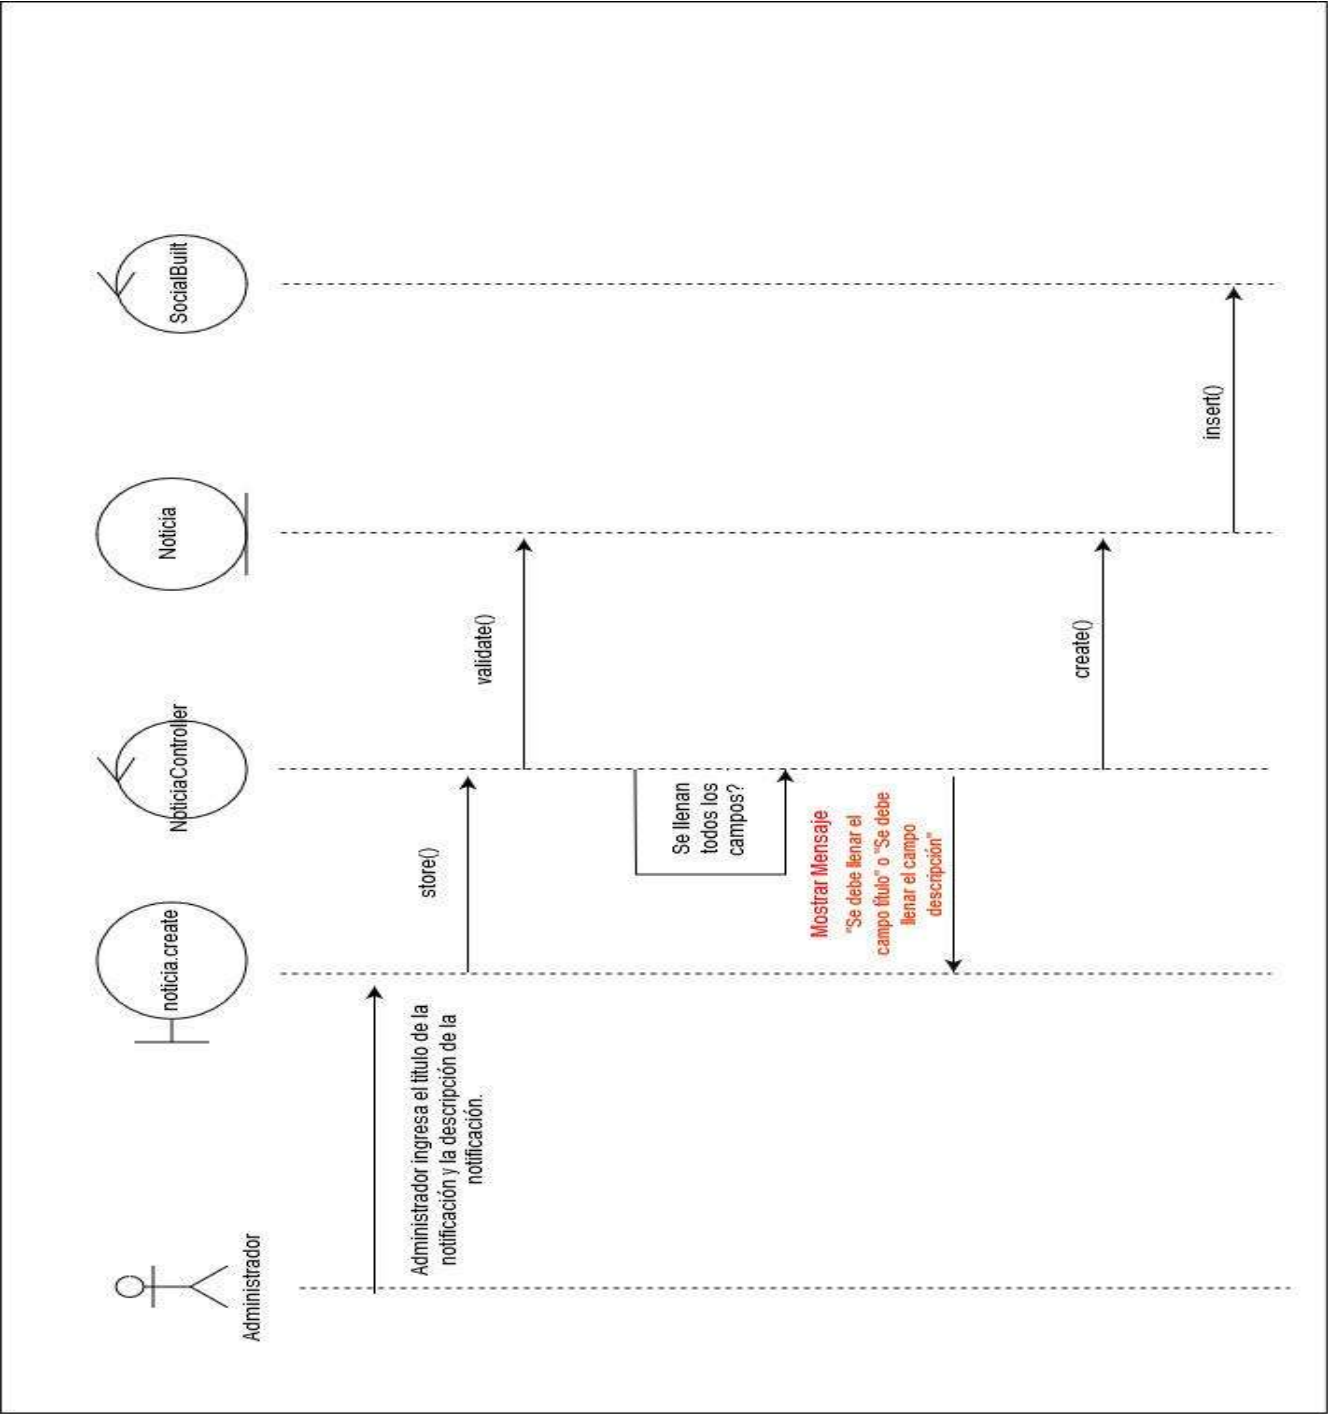 Administrador
noticia.create
NoticiaController
Noticia
SocialBuilt
Administrador ingresa el titulo de la
notificación y la descripción de la
notificación.
store()
validate()
Se llenan
todos los
campos?
Mostrar Mensaje
"Se debe llenar el
campo título" o "Se debe
llenar el campo
descripción"
create()
insert()